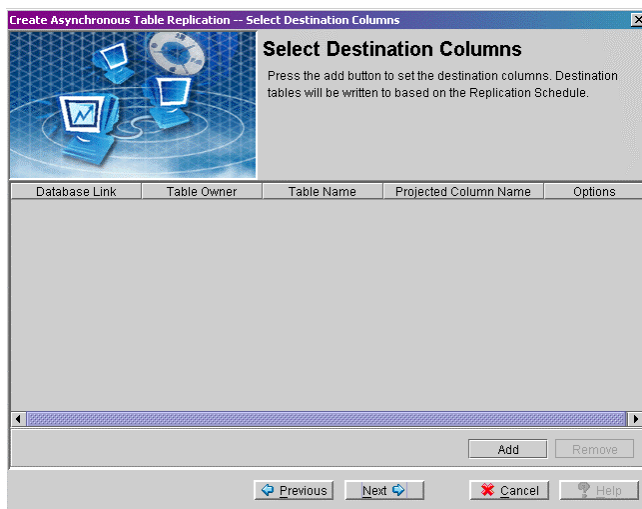 Create Asynchronous Table Replication -- Select Destination Columns
Select Destination Columns
Press the add button to set the destination columns. Destination
tables will be written to based on the Replication Schedule.
Database Link Table Owner Table Name Projected Column Name Options
Add Remove
Previous Next Cancel Help